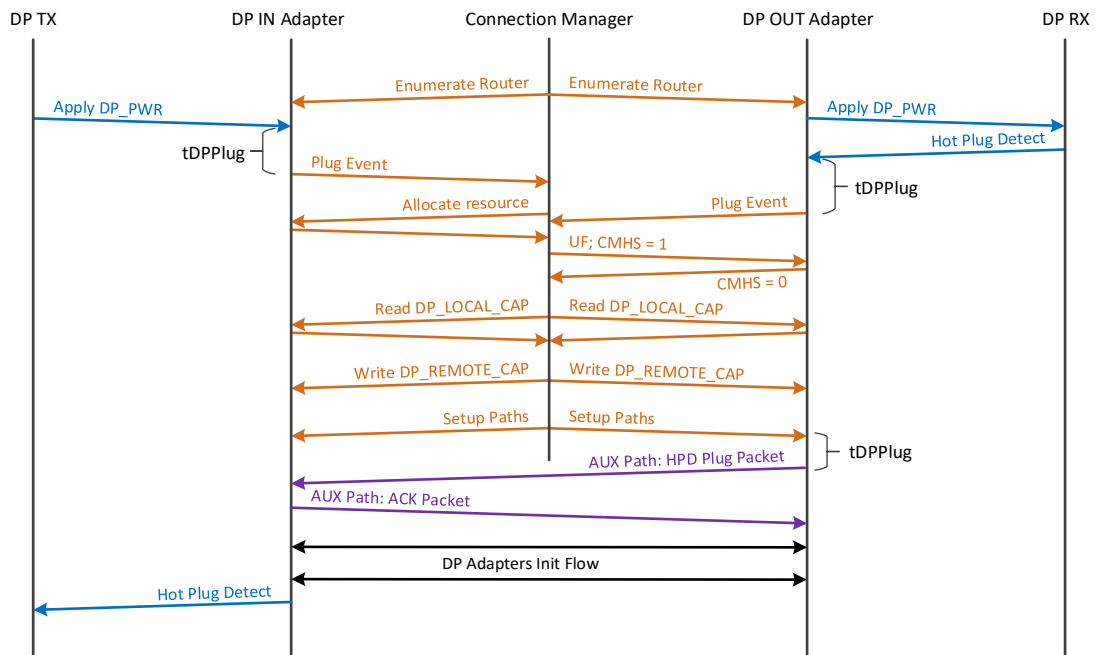 DP TX
DP IN Adapter
Connection Manager
DP OUT Adapter
DP RX
Enumerate Router
Enumerate Router
Apply DP_PWR
Apply DP_PWR
Hot Plug Detect
tDPPlug
Plug Event
tDPPlug
Allocate resource
Plug Event
UF; CMHS = 1
CMHS = 0
Read DP_LOCAL_CAP
Read DP_LOCAL_CAP
Write DP_REMOTE_CAP
Write DP_REMOTE_CAP
Setup Paths
Setup Paths
tDPPlug
AUX Path: HPD Plug Packet
AUX Path: ACK Packet
DP Adapters Init Flow
Hot Plug Detect